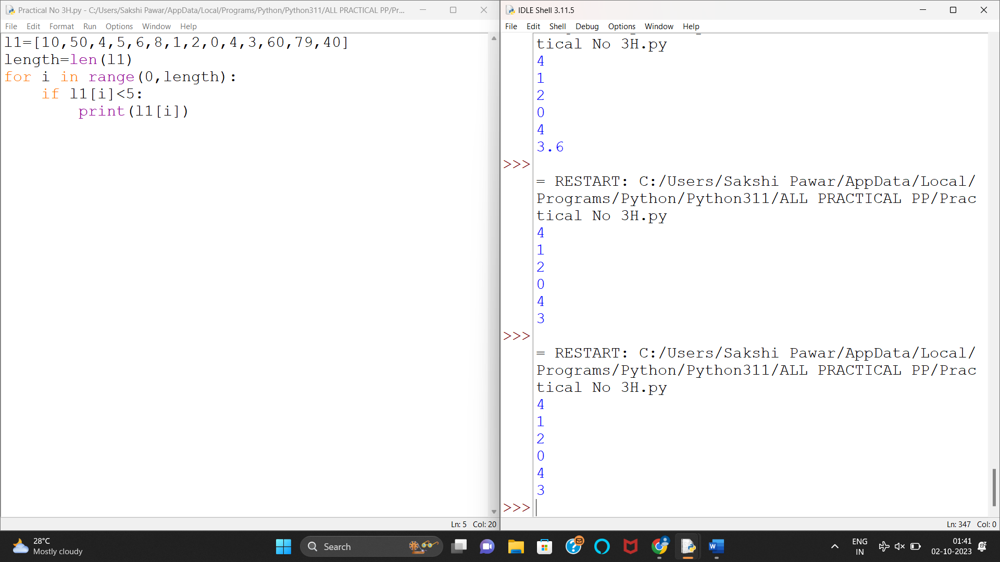 Practical No 3H.py - C:/Users/Sakshi Pawar/AppData/Local/Programs/Python/Python311/ALL PRACTICAL PP/Pr...
File Edit Format Run Options Window Help
l1=[10,50,4,5,6,8,1,2,0,4,3,60,79,40]
length=len(l1)
for i in range(0,length):
    if l1[i]<5:
        print(l1[i])
Ln: 5 Col: 20
IDLE Shell 3.11.5
File Edit Shell Debug Options Window Help
tical No 3H.py
4
1
2
0
4
3.6
>>>
= RESTART: C:/Users/Sakshi Pawar/AppData/Local/
Programs/Python/Python311/ALL PRACTICAL PP/Prac
tical No 3H.py
4
1
2
0
4
3
>>>
= RESTART: C:/Users/Sakshi Pawar/AppData/Local/
Programs/Python/Python311/ALL PRACTICAL PP/Prac
tical No 3H.py
4
1
2
0
4
3
>>>
Ln: 347 Col: 0
28°C
Mostly cloudy
Search
ENG
IN
01:41
02-10-2023